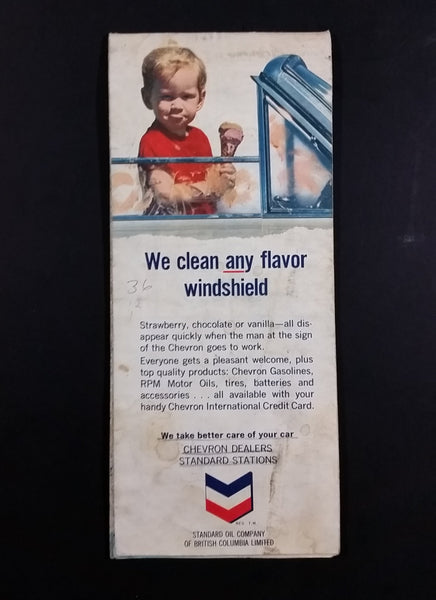 We clean any flavor
windshield
36
Strawberry, chocolate or vanilla—all dis-
appear quickly when the man at the sign
of the Chevron goes to work.
Everyone gets a pleasant welcome, plus
top quality products: Chevron Gasolines,
RPM Motor Oils, tires, batteries and
accessories . . . all available with your
handy Chevron International Credit Card.
We take better care of your car
CHEVRON DEALERS
STANDARD STATIONS
REG. T.M.
STANDARD OIL COMPANY
OF BRITISH COLUMBIA LIMITED